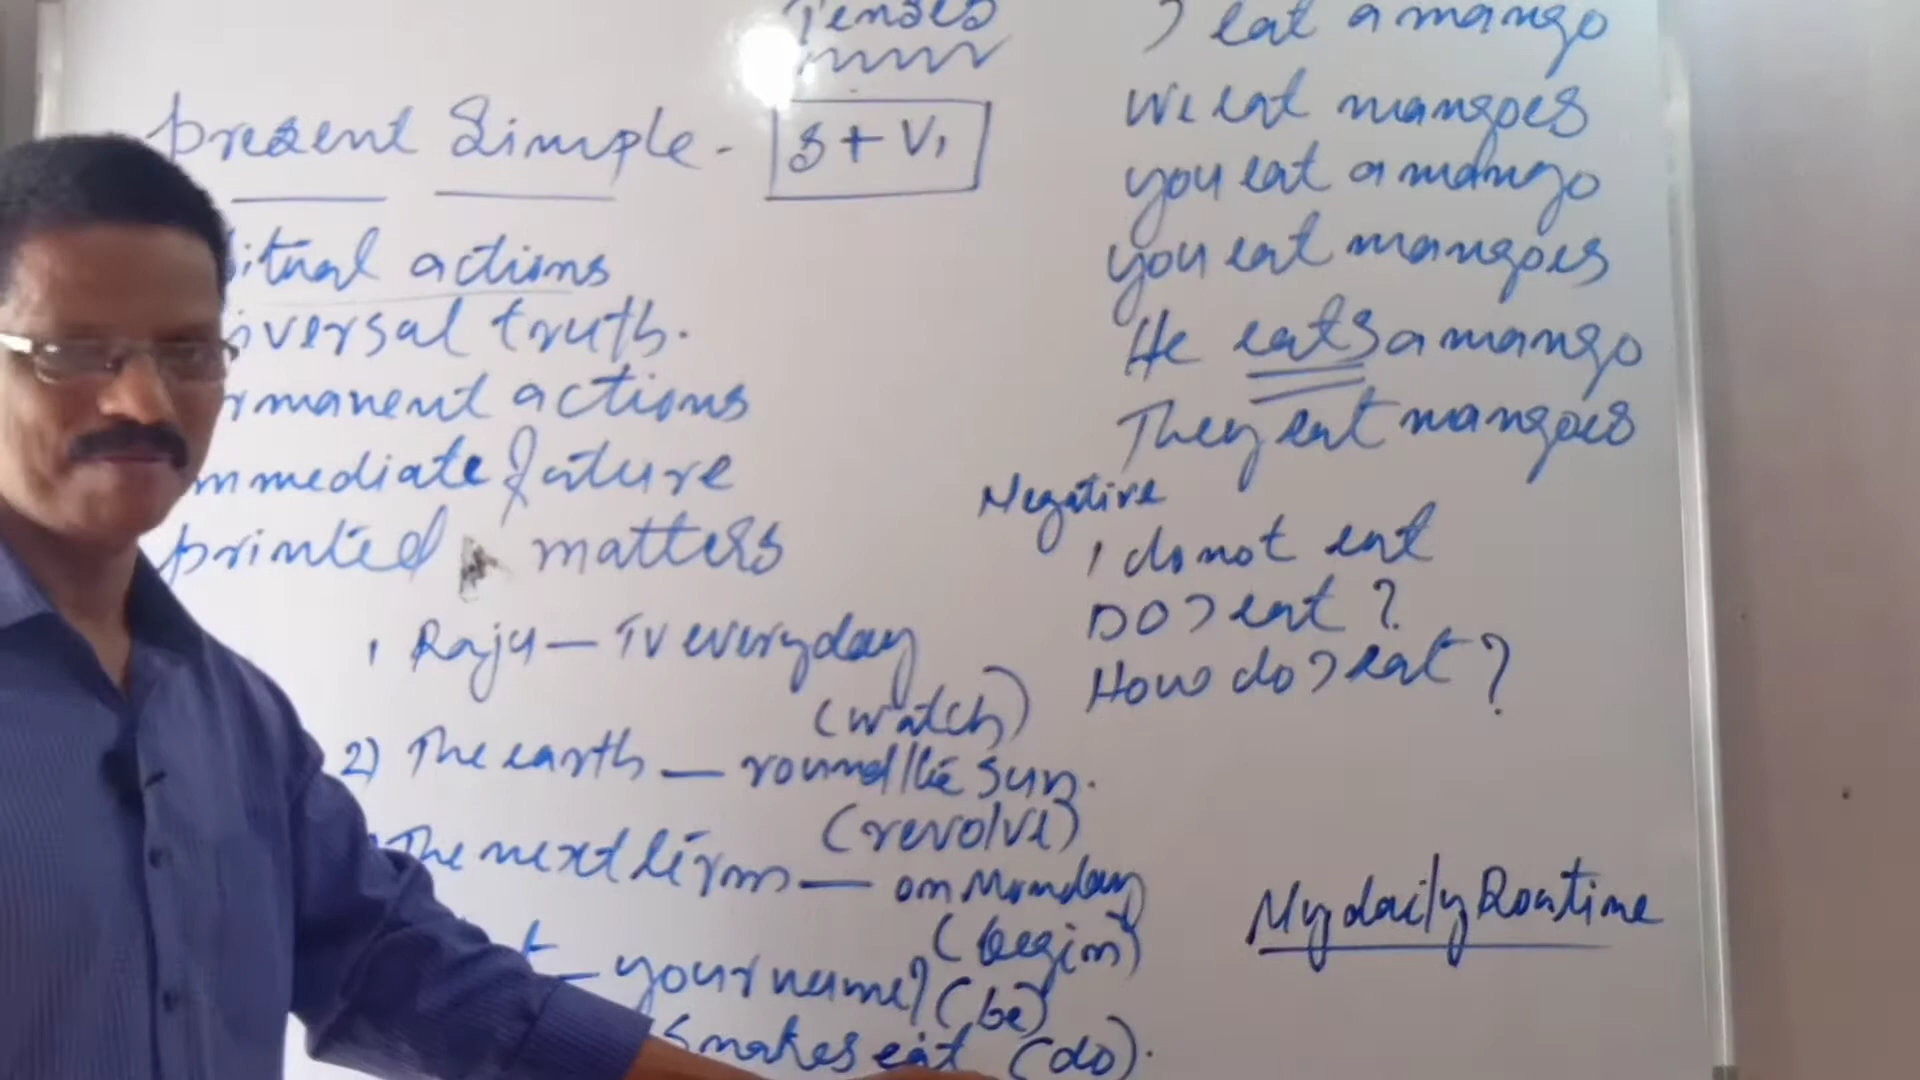 Tenses
present Simple - S + V1
itual actions
iversal truth.
rmanent actions
mmediate future
printed matters
1 Raju — TV everyday
(watch)
2) The earth — round the sun.
(revolve)
The next term — on Monday
(begin)
t — your name? (be)
Snakes eat (do).
I eat a mango
We eat mangoes
you eat a mango
you eat mangoes
He eats a mango
They eat mangoes
Negative
I do not eat
DO I eat ?
How do I eat ?
My daily Routine